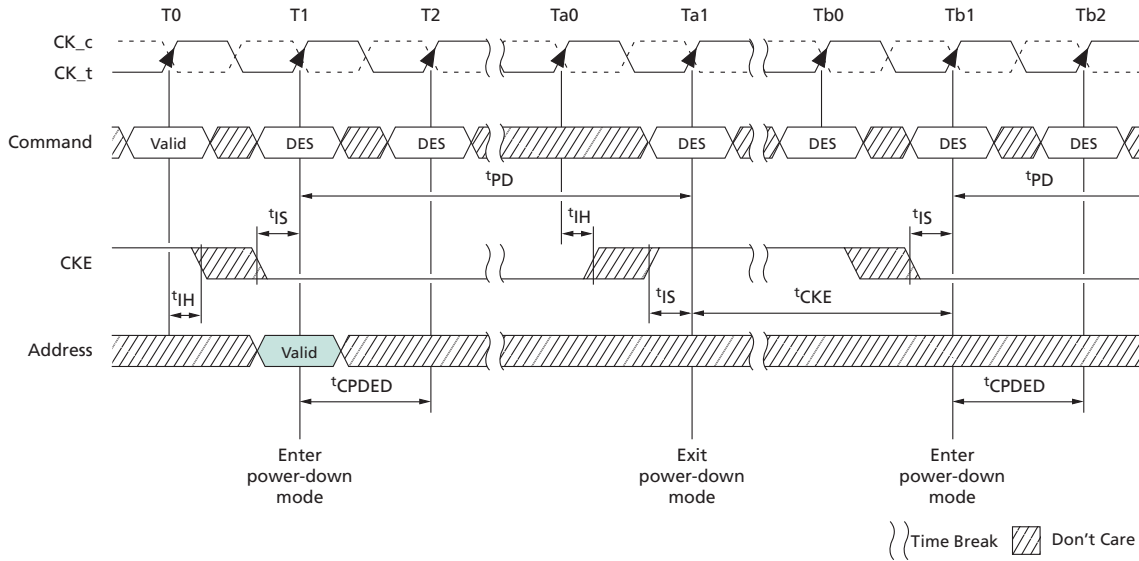 T0 T1 T2 Ta0 Ta1 Tb0 Tb1 Tb2
CK_c
CK_t
Command Valid DES DES DES DES DES DES
tPD tPD
tIS tIH tIS
CKE
tIH tIS tCKE
Address Valid
tCPDED tCPDED
Enter
power-down
mode
Exit
power-down
mode
Enter
power-down
mode
Time Break Don't Care